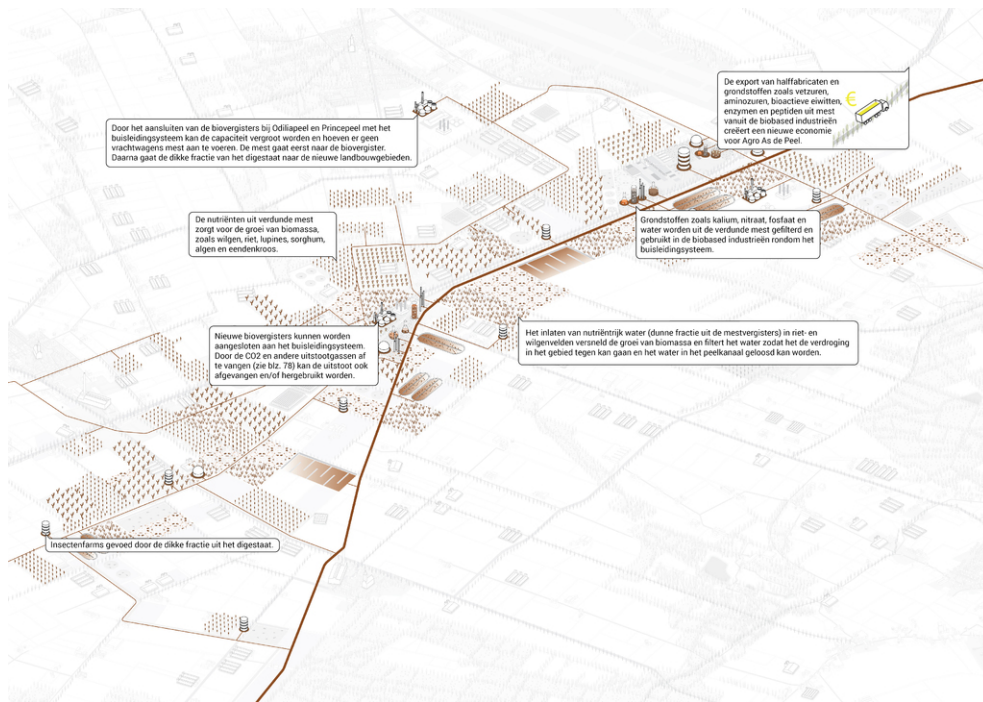 De export van halffabricaten en
grondstoffen zoals vetzuren,
aminozuren, bioactieve eiwitten,
enzymen en peptiden uit mest
vanuit de biobased industrieën
creëert een nieuwe economie
voor Agro As de Peel.
€
Door het aansluiten van de biovergisters bij Odiliapeel en Princepeel met het
buisleidingsysteem kan de capaciteit vergroot worden en hoeven er geen
vrachtwagens mest aan te voeren. De mest gaat eerst naar de biovergister.
Daarna gaat de dikke fractie van het digestaat naar de nieuwe landbouwgebieden.
De nutriënten uit verdunde mest
zorgt voor de groei van biomassa,
zoals wilgen, riet, lupines, sorghum,
algen en eendenkroos.
Grondstoffen zoals kalium, nitraat, fosfaat en
water worden uit de verdunde mest gefilterd en
gebruikt in de biobased industrieën rondom het
buisleidingsysteem.
Nieuwe biovergisters kunnen worden
aangesloten aan het buisleidingsysteem.
Door de CO2 en andere uitstootgassen af
te vangen (zie blz. 78) kan de uitstoot ook
afgevangen en/of hergebruikt worden.
Het inlaten van nutriëntrijk water (dunne fractie uit de mestvergisters) in riet- en
wilgenvelden versneld de groei van biomassa en filtert het water zodat het de verdroging
in het gebied tegen kan gaan en het water in het peelkanaal geloosd kan worden.
Insectenfarms gevoed door de dikke fractie uit het digestaat.